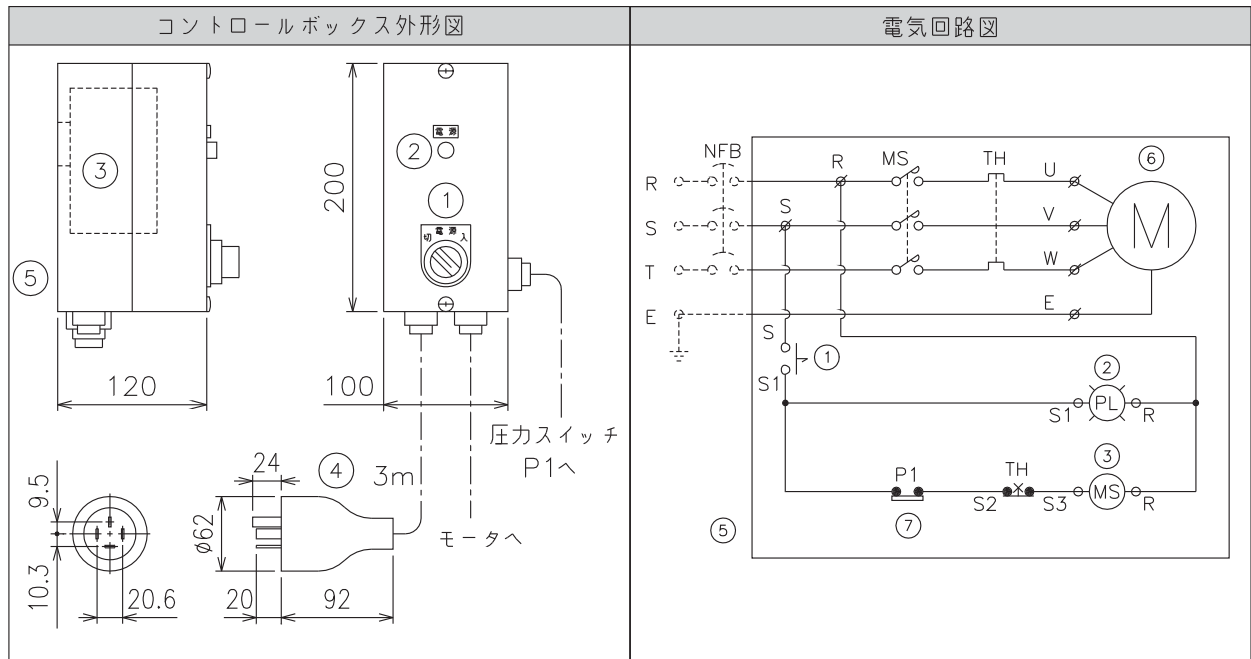 コントロールボックス外形図
電気回路図
③
⑤
120
200
電源
②
①
電源
切 入
100
圧力スイッチ
P1へ
3m
モータへ
④
24
ø62
20
92
9.5
10.3
20.6
NFB
R
MS
TH
U
⑥
R
S
S
V
M
T
W
E
E
S
①
S1
②
S1
PL
R
P1
TH
③
S2
S3
MS
R
⑦
⑤